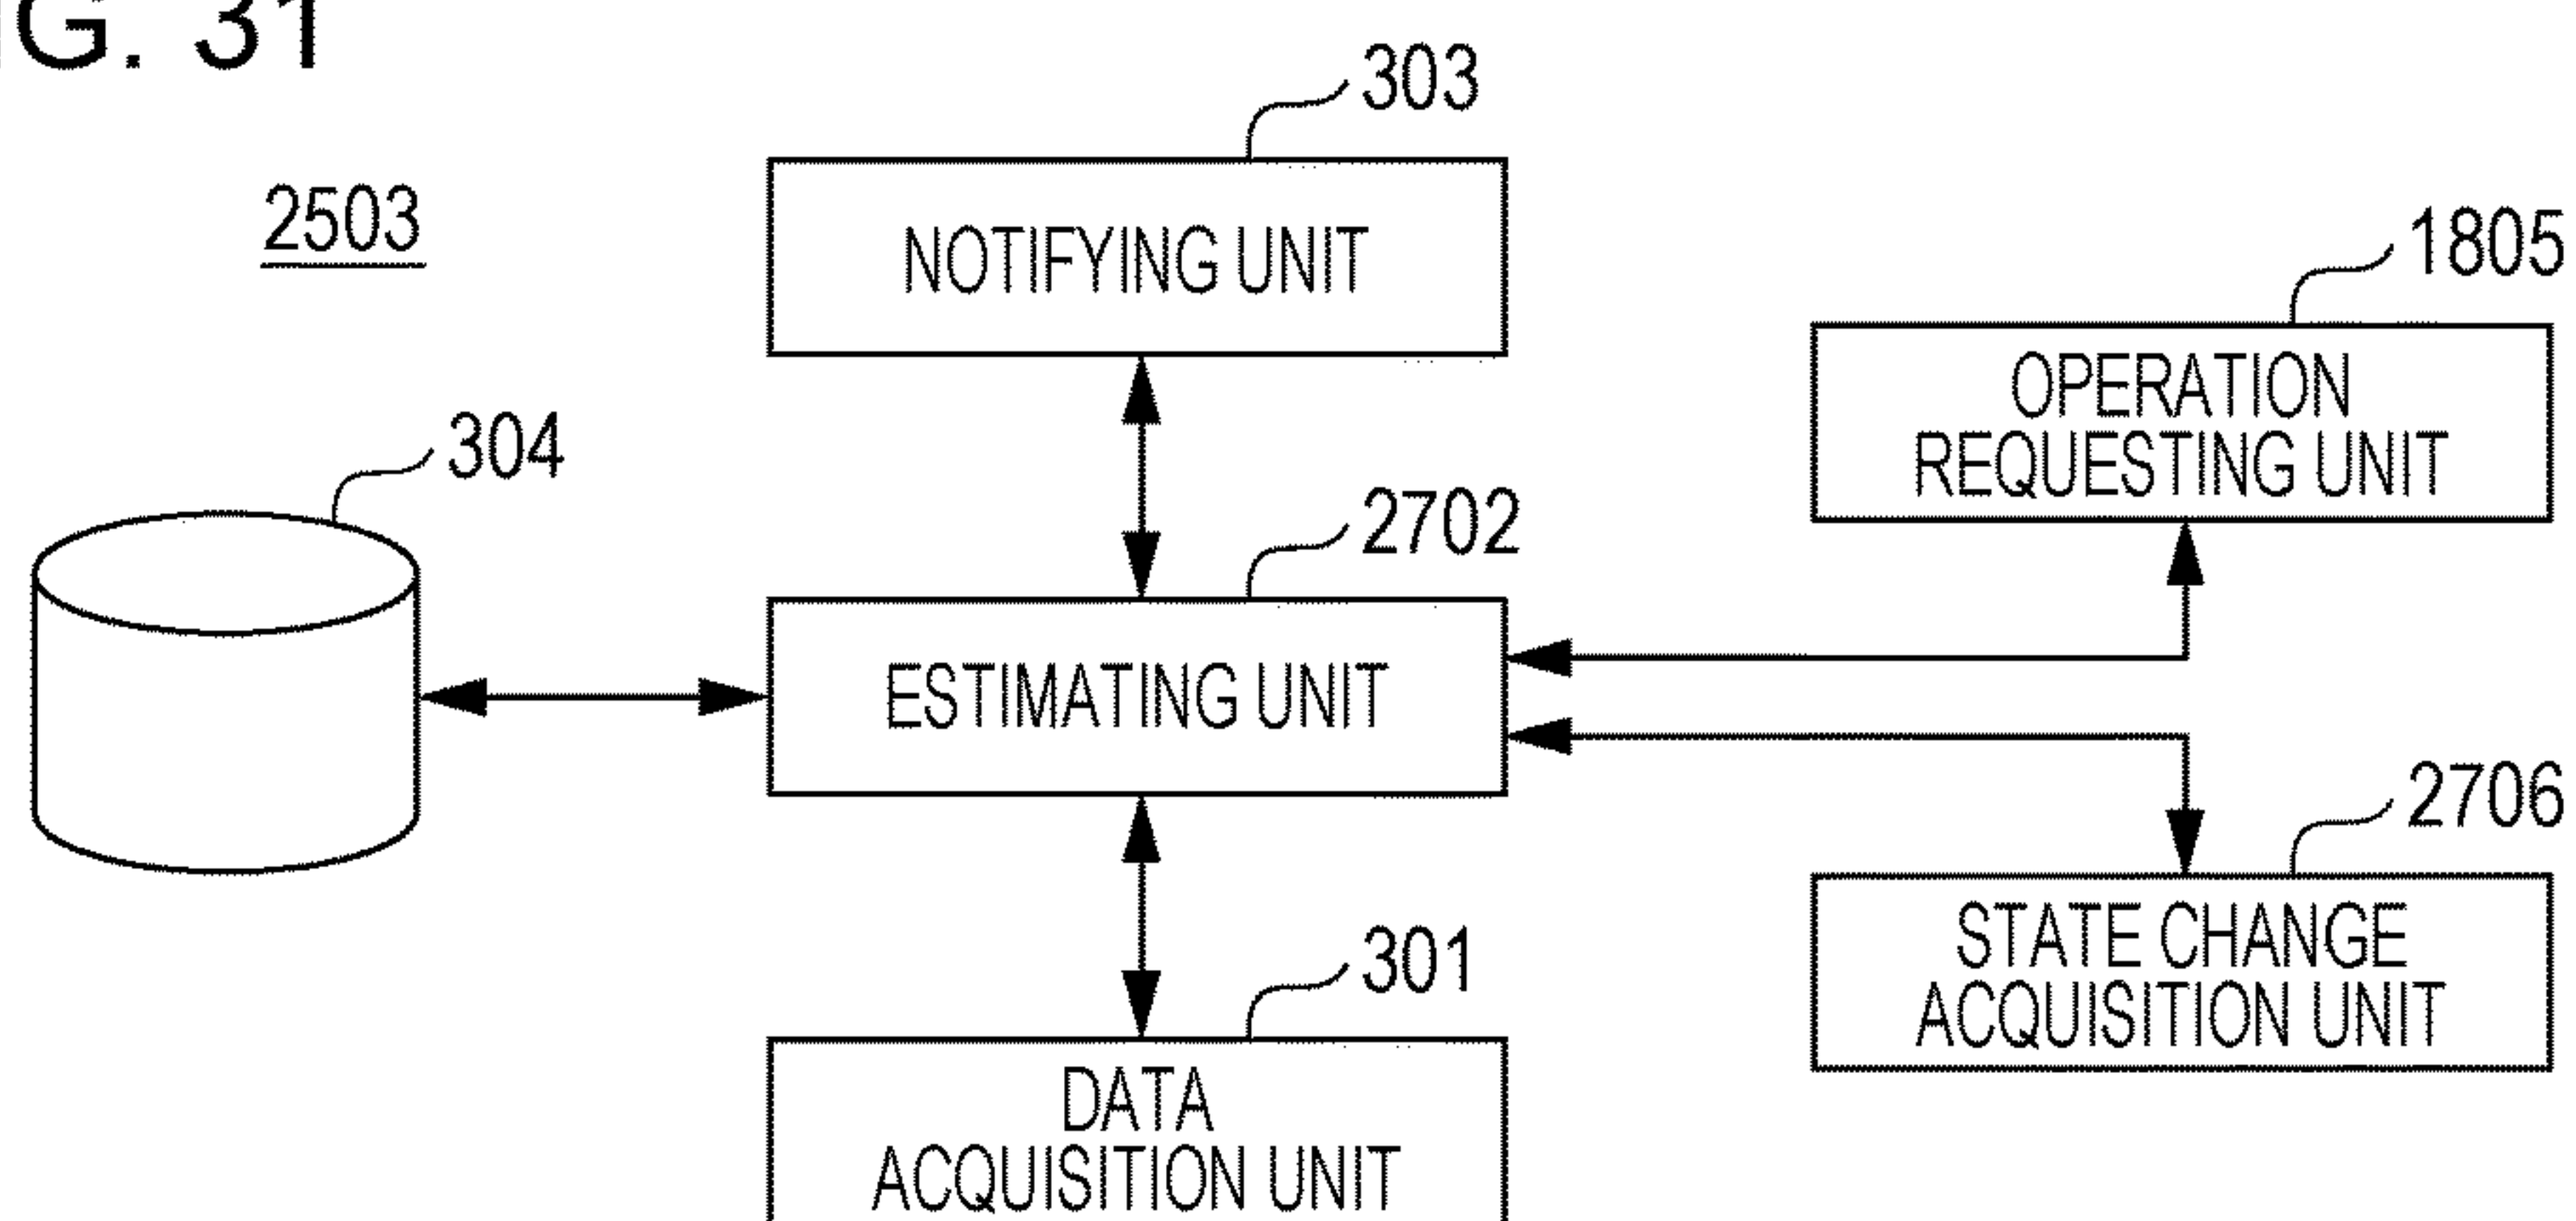 G. 31
303
2503
NOTIFYING UNIT
1805
OPERATION
REQUESTING UNIT
304
2702
ESTIMATING UNIT
2706
STATE CHANGE
ACQUISITION UNIT
301
DATA
ACQUISITION UNIT